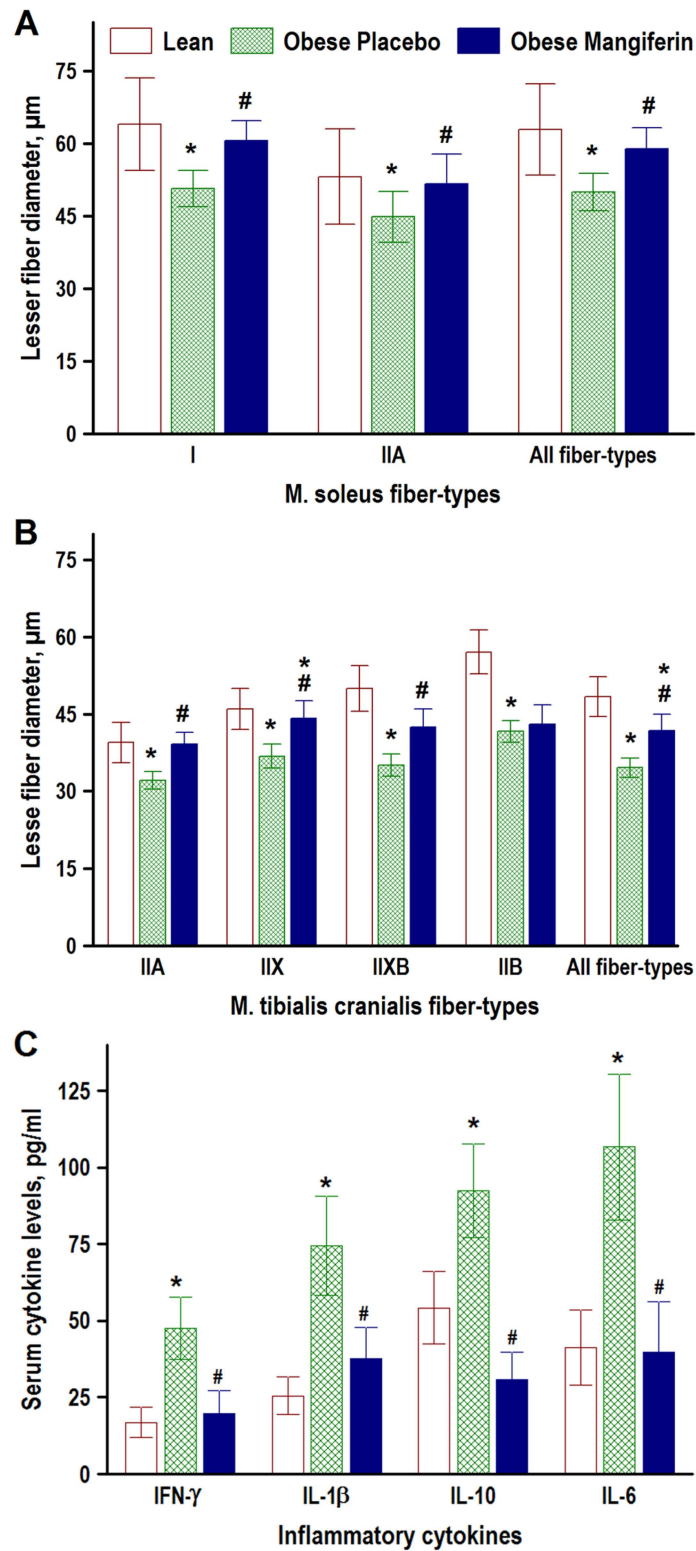 A
Lean Obese Placebo Obese Mangiferin
Lesser fiber diameter, µm
75
60
45
30
15
0
* # * # * #
I IIA All fiber-types
M. soleus fiber-types
B
Lesse fiber diameter, µm
75
60
45
30
15
0
* # * * # * # * * * #
IIA IIX IIXB IIB All fiber-types
M. tibialis cranialis fiber-types
C
Serum cytokine levels, pg/ml
125
100
75
50
25
0
* # * # * # * #
IFN-γ IL-1β IL-10 IL-6
Inflammatory cytokines